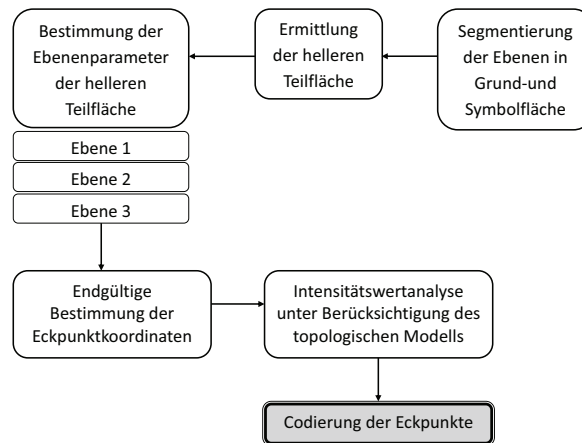 Bestimmung der
Ebenenparameter
der helleren
Teilfläche
Ermittlung
der helleren
Teilfläche
Segmentierung
der Ebenen in
Grund-und
Symbolfläche
Ebene 1
Ebene 2
Ebene 3
Endgültige
Bestimmung der
Eckpunktkoordinaten
Intensitätswertanalyse
unter Berücksichtigung des
topologischen Modells
Codierung der Eckpunkte